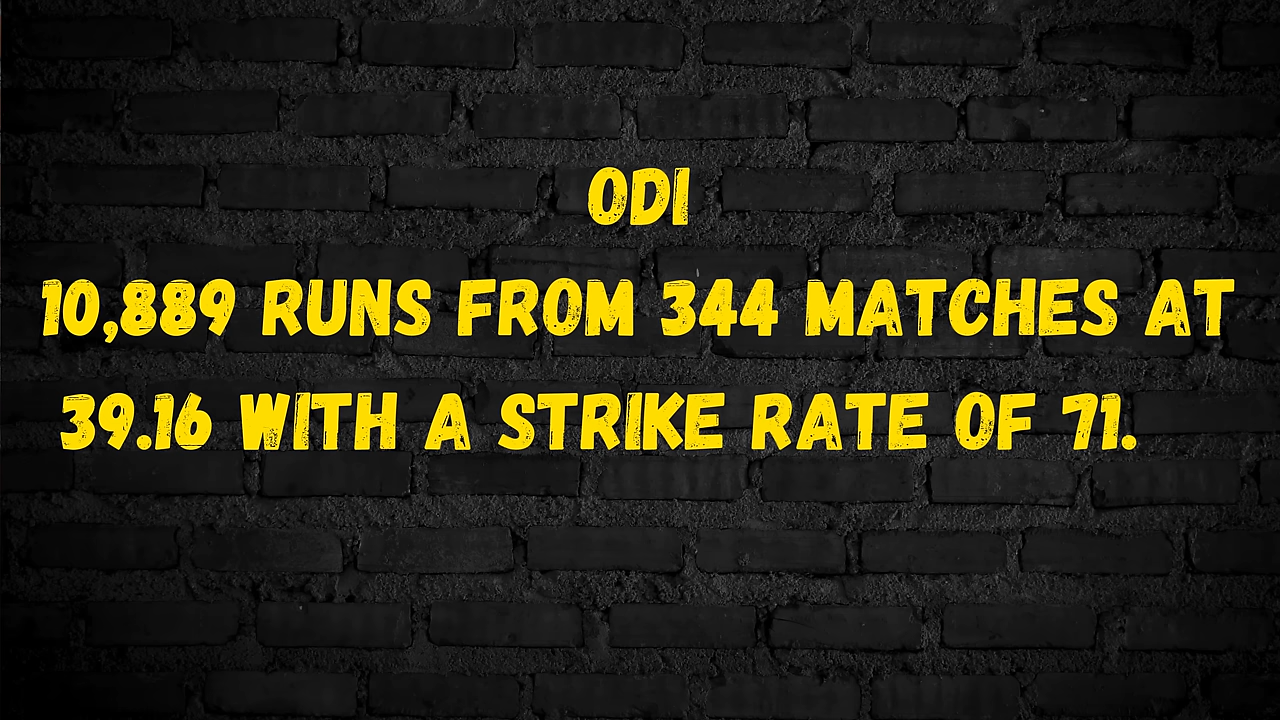 ODI
10,889 RUNS FROM 344 MATCHES AT
39.16 WITH A STRIKE RATE OF 71.